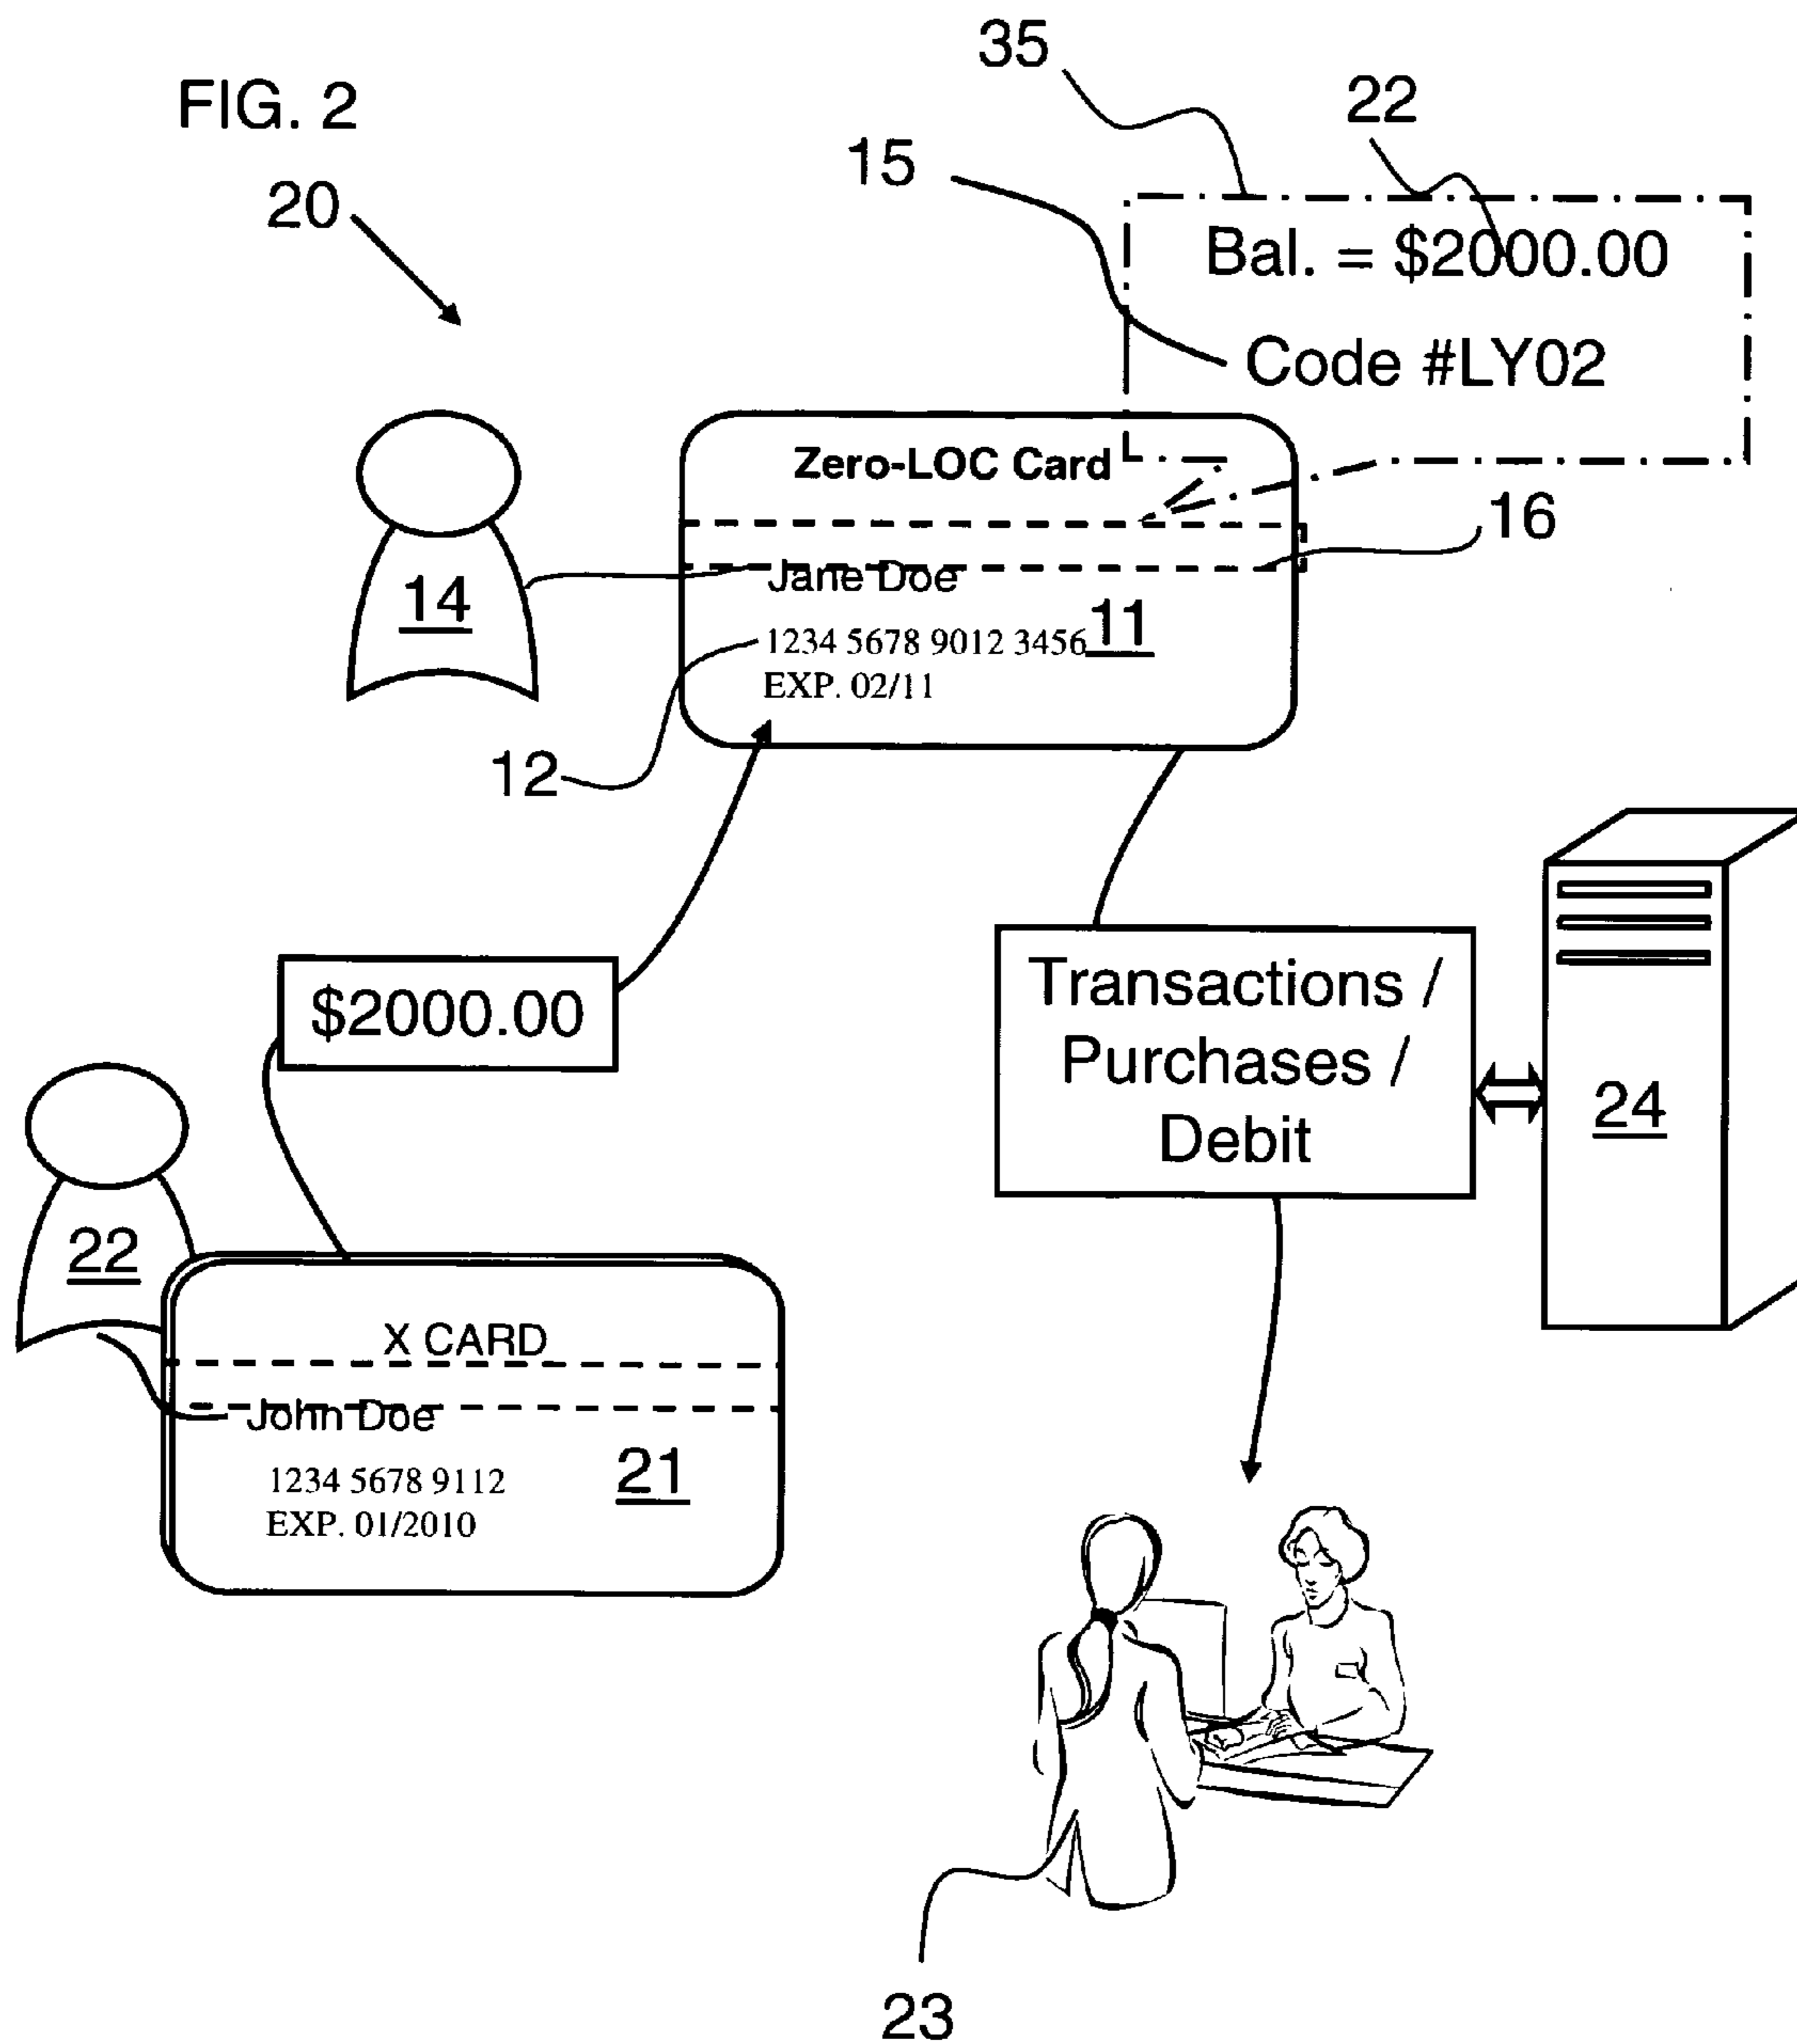 FIG. 2
20
35
22
15
Bal. = $2000.00
Code #LY02
Zero-LOC Card
16
14
Jane Doe
11
1234 5678 9012 3456
EXP. 02/11
12
$2000.00
Transactions /
Purchases /
Debit
24
22
X CARD
John Doe
21
1234 5678 9112
EXP. 01/2010
23